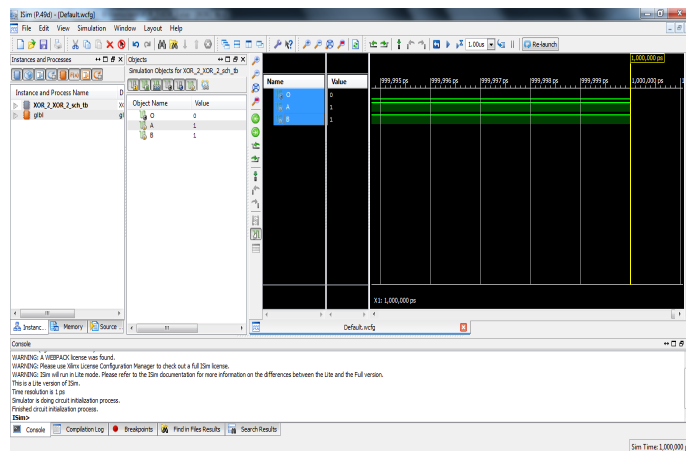 ISim (P.49d) - [Default.wcfg]
File Edit View Simulation Window Layout Help
1.00us Re-launch
Instances and Processes
Instance and Process Name D
XOR_2_XOR_2_sch_tb
glbl gl
Objects
Simulation Objects for XOR_2_XOR_2_sch_tb
Object Name Value
O 0
A 1
B 1
Name Value
O 0
A 1
B 1
1,000,000 ps
999,995 ps 999,996 ps 999,997 ps 999,998 ps 999,999 ps 1,000,000 ps
X1: 1,000,000 ps
Instanc... Memory Source ...
Default.wcfg
Console
WARNING: A WEBPACK license was found.
WARNING: Please use Xilinx License Configuration Manager to check out a full ISim license.
WARNING: ISim will run in Lite mode. Please refer to the ISim documentation for more information on the differences between the Lite and the Full version.
This is a Lite version of ISim.
Time resolution is 1 ps
Simulator is doing circuit initialization process.
Finished circuit initialization process.
ISim>
Console Compilation Log Breakpoints Find in Files Results Search Results
Sim Time: 1,000,000